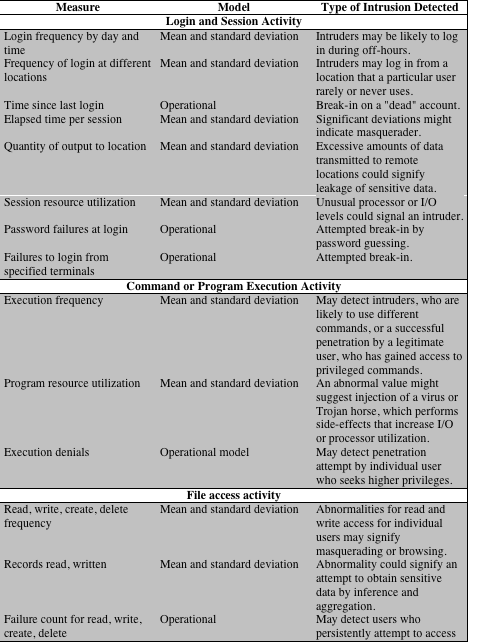 Measure Model Type of Intrusion Detected
Login and Session Activity
Login frequency by day and Mean and standard deviation Intruders may be likely to log
time in during off-hours.
Frequency of login at different Mean and standard deviation Intruders may log in from a
locations location that a particular user
rarely or never uses.
Time since last login Operational Break-in on a "dead" account.
Elapsed time per session Mean and standard deviation Significant deviations might
indicate masquerader.
Quantity of output to location Mean and standard deviation Excessive amounts of data
transmitted to remote
locations could signify
leakage of sensitive data.
Session resource utilization Mean and standard deviation Unusual processor or I/O
levels could signal an intruder.
Password failures at login Operational Attempted break-in by
password guessing.
Failures to login from Operational Attempted break-in.
specified terminals
Command or Program Execution Activity
Execution frequency Mean and standard deviation May detect intruders, who are
likely to use different
commands, or a successful
penetration by a legitimate
user, who has gained access to
privileged commands.
Program resource utilization Mean and standard deviation An abnormal value might
suggest injection of a virus or
Trojan horse, which performs
side-effects that increase I/O
or processor utilization.
Execution denials Operational model May detect penetration
attempt by individual user
who seeks higher privileges.
File access activity
Read, write, create, delete Mean and standard deviation Abnormalities for read and
frequency write access for individual
users may signify
masquerading or browsing.
Records read, written Mean and standard deviation Abnormality could signify an
attempt to obtain sensitive
data by inference and
aggregation.
Failure count for read, write, Operational May detect users who
create, delete persistently attempt to access